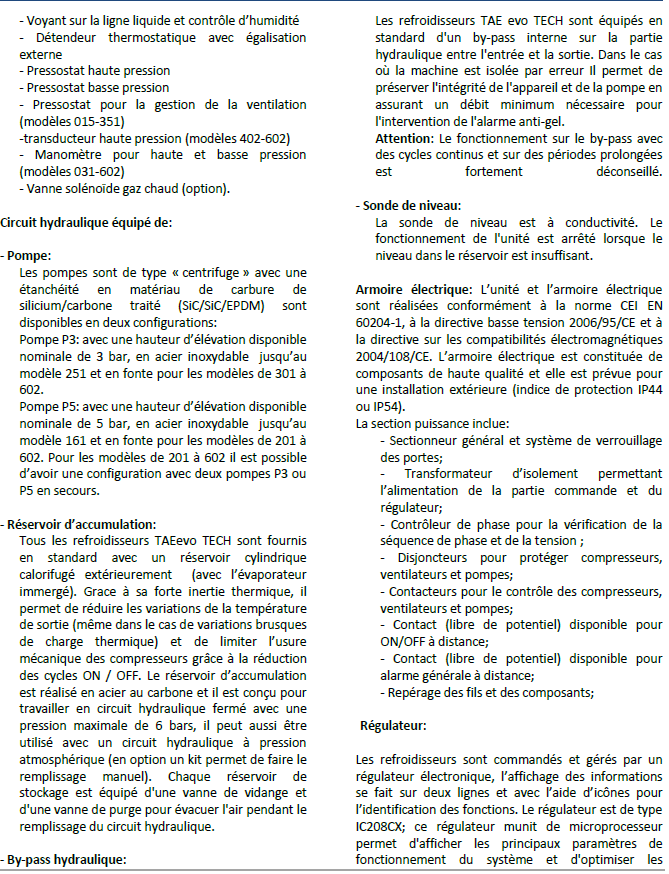 - Voyant sur la ligne liquide et contrôle d'humidité
- Détendeur thermostatique avec égalisation
externe
- Pressostat haute pression
- Pressostat basse pression
- Pressostat pour la gestion de la ventilation
(modèles 015-351)
-transducteur haute pression (modèles 402-602)
- Manomètre pour haute et basse pression
(modèles 031-602)
- Vanne solénoïde gaz chaud (option).
Circuit hydraulique équipé de:
- Pompe:
Les pompes sont de type « centrifuge » avec une
étanchéité en matériau de carbure de
silicium/carbone traité (SiC/SiC/EPDM) sont
disponibles en deux configurations:
Pompe P3: avec une hauteur d'élévation disponible
nominale de 3 bar, en acier inoxydable jusqu'au
modèle 251 et en fonte pour les modèles de 301 à
602.
Pompe P5: avec une hauteur d'élévation disponible
nominale de 5 bar, en acier inoxydable jusqu'au
modèle 161 et en fonte pour les modèles de 201 à
602. Pour les modèles de 201 à 602 il est possible
d'avoir une configuration avec deux pompes P3 ou
P5 en secours.
- Réservoir d'accumulation:
Tous les refroidisseurs TAEevo TECH sont fournis
en standard avec un réservoir cylindrique
calorifugé extérieurement (avec l'évaporateur
immergé). Grace à sa forte inertie thermique, il
permet de réduire les variations de la température
de sortie (même dans le cas de variations brusques
de charge thermique) et de limiter l'usure
mécanique des compresseurs grâce à la réduction
des cycles ON / OFF. Le réservoir d'accumulation
est réalisé en acier au carbone et il est conçu pour
travailler en circuit hydraulique fermé avec une
pression maximale de 6 bars, il peut aussi être
utilisé avec un circuit hydraulique à pression
atmosphérique (en option un kit permet de faire le
remplissage manuel). Chaque réservoir de
stockage est équipé d'une vanne de vidange et
d'une vanne de purge pour évacuer l'air pendant le
remplissage du circuit hydraulique.
- By-pass hydraulique:
Les refroidisseurs TAE evo TECH sont équipés en
standard d'un by-pass interne sur la partie
hydraulique entre l'entrée et la sortie. Dans le cas
où la machine est isolée par erreur Il permet de
préserver l'intégrité de l'appareil et de la pompe en
assurant un débit minimum nécessaire pour
l'intervention de l'alarme anti-gel.
Attention: Le fonctionnement sur le by-pass avec
des cycles continus et sur des périodes prolongées
est fortement déconseillé.
- Sonde de niveau:
La sonde de niveau est à conductivité. Le
fonctionnement de l'unité est arrêté lorsque le
niveau dans le réservoir est insuffisant.
Armoire électrique: L'unité et l'armoire électrique
sont réalisées conformément à la norme CEI EN
60204-1, à la directive basse tension 2006/95/CE et à
la directive sur les compatibilités électromagnétiques
2004/108/CE. L'armoire électrique est constituée de
composants de haute qualité et elle est prévue pour
une installation extérieure (indice de protection IP44
ou IP54).
La section puissance inclue:
- Sectionneur général et système de verrouillage
des portes;
- Transformateur d'isolement permettant
l'alimentation de la partie commande et du
régulateur;
- Contrôleur de phase pour la vérification de la
séquence de phase et de la tension ;
- Disjoncteurs pour protéger compresseurs,
ventilateurs et pompes;
- Contacteurs pour le contrôle des compresseurs,
ventilateurs et pompes;
- Contact (libre de potentiel) disponible pour
ON/OFF à distance;
- Contact (libre de potentiel) disponible pour
alarme générale à distance;
- Repérage des fils et des composants;
Régulateur:
Les refroidisseurs sont commandés et gérés par un
régulateur électronique, l'affichage des informations
se fait sur deux lignes et avec l'aide d'icônes pour
l'identification des fonctions. Le régulateur est de type
IC208CX; ce régulateur munit de microprocesseur
permet d'afficher les principaux paramètres de
fonctionnement du système et d'optimiser les